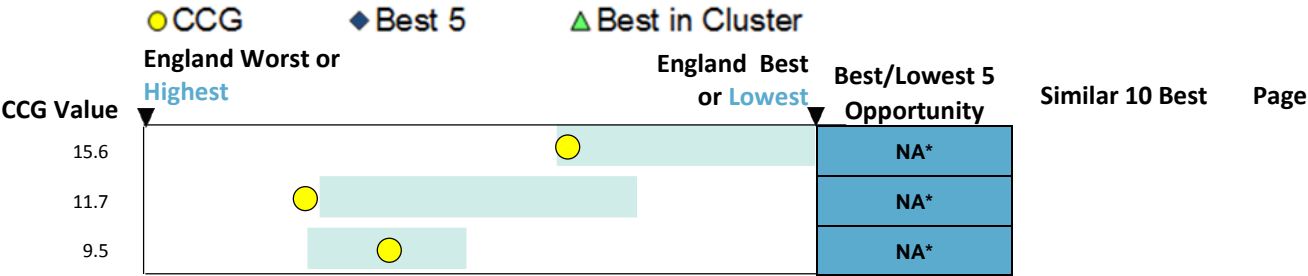 CCG Best 5 Best in Cluster
England Worst or
Highest
England Best
or Lowest
Best/Lowest 5
Opportunity
CCG Value
Similar 10 Best
Page
15.6 NA*
11.7 NA*
9.5 NA*